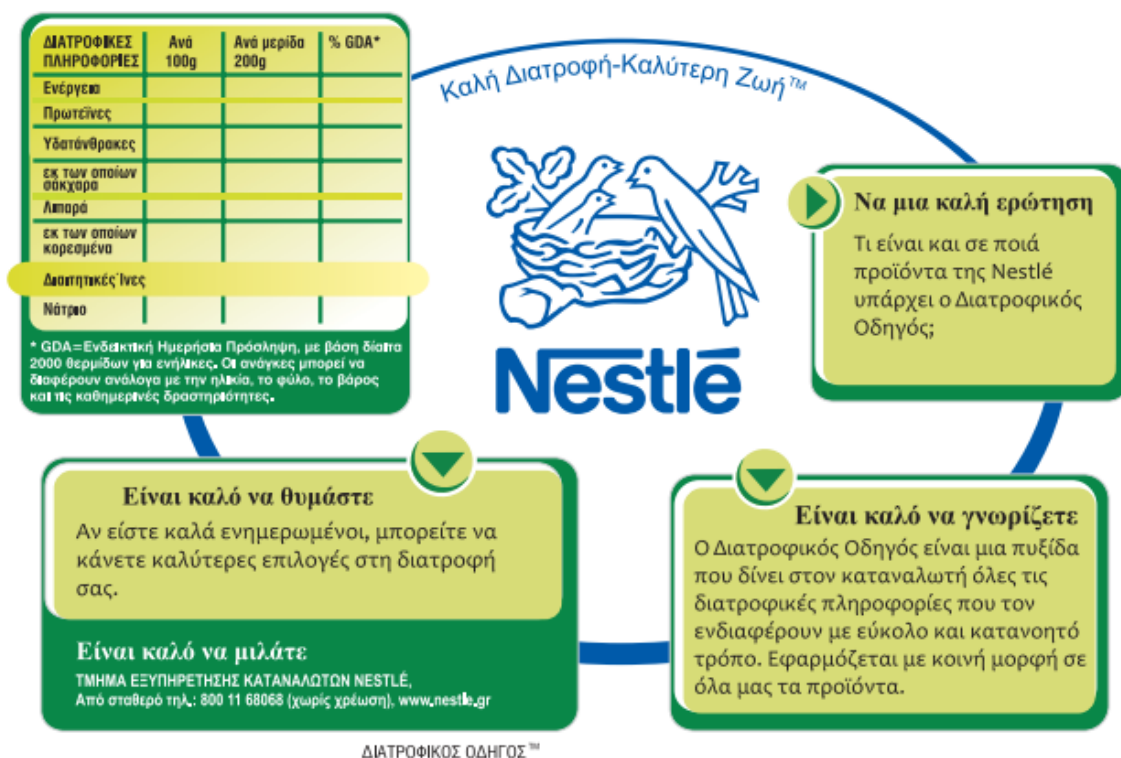 ΔΙΑΤΡΟΦΙΚΕΣ ΠΛΗΡΟΦΟΡΙΕΣ Ανά 100g Ανά μερίδα 200g % GDA*
Ενέργεια
Πρωτεΐνες
Υδατάνθρακες
εκ των οποίων
σάκχαρα
Λιπαρά
εκ των οποίων
κορεσμένα
Διαιτητικές Ίνες
Νάτριο
* GDA=Ενδεικτική Ημερήσια Πρόσληψη, με βάση δίαιτα
2000 θερμίδων για ενήλικες. Οι ανάγκες μπορεί να
διαφέρουν ανάλογα με την ηλικία, το φύλο, το βάρος
και τις καθημερινές δραστηριότητες.
Καλή Διατροφή-Καλύτερη Ζωή™
Nestlé
Να μια καλή ερώτηση
Τι είναι και σε ποιά
προϊόντα της Nestlé
υπάρχει ο Διατροφικός
Οδηγός;
Είναι καλό να γνωρίζετε
Ο Διατροφικός Οδηγός είναι μια πυξίδα
που δίνει στον καταναλωτή όλες τις
διατροφικές πληροφορίες που τον
ενδιαφέρουν με εύκολο και κατανοητό
τρόπο. Εφαρμόζεται με κοινή μορφή σε
όλα μας τα προϊόντα.
Είναι καλό να θυμάστε
Αν είστε καλά ενημερωμένοι, μπορείτε να
κάνετε καλύτερες επιλογές στη διατροφή
σας.
Είναι καλό να μιλάτε
ΤΜΗΜΑ ΕΞΥΠΗΡΕΤΗΣΗΣ ΚΑΤΑΝΑΛΩΤΩΝ NESTLÉ,
Από σταθερό τηλ.: 800 11 68068 (χωρίς χρέωση), www.nestle.gr
ΔΙΑΤΡΟΦΙΚΟΣ ΟΔΗΓΟΣ™